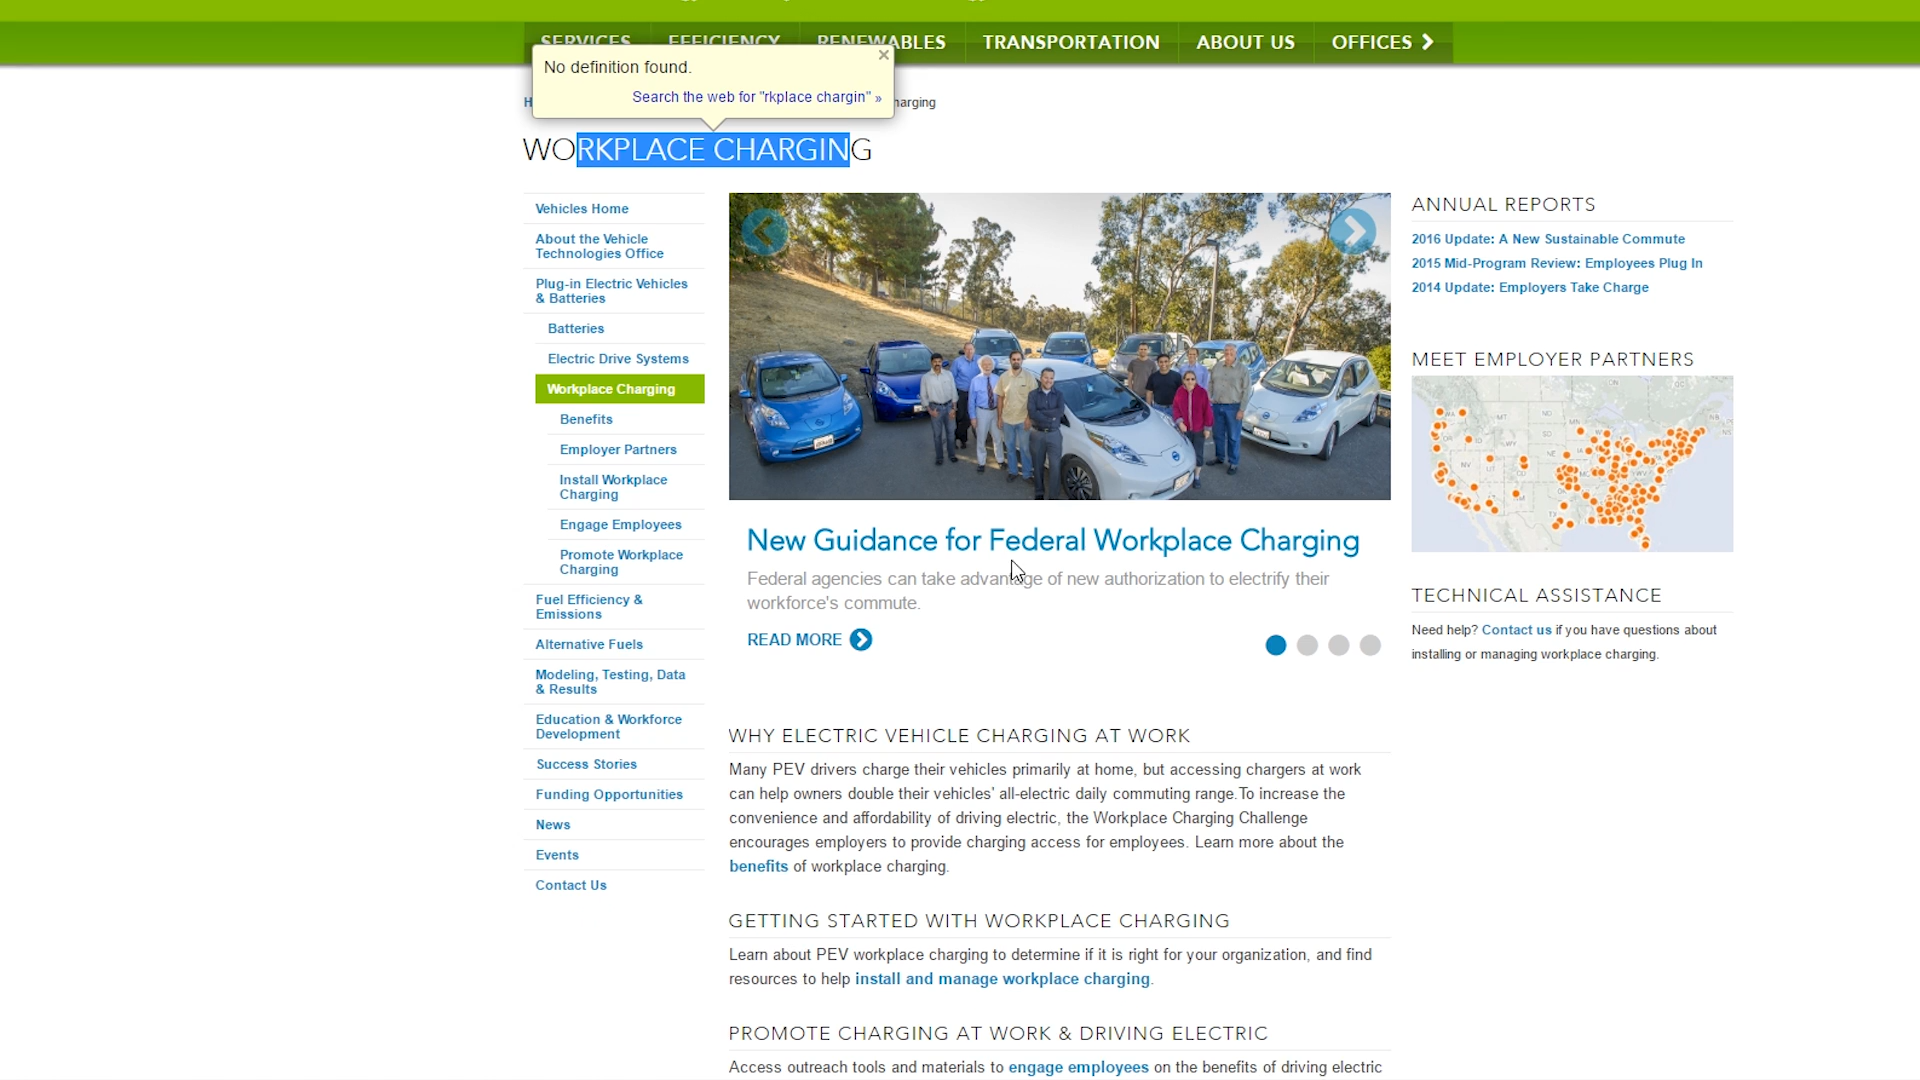 SERVICES EFFICIENCY RENEWABLES TRANSPORTATION ABOUT US OFFICES
No definition found.
Search the web for "rkplace chargin" »
harging
WORKPLACE CHARGING
Vehicles Home
About the Vehicle
Technologies Office
Plug-in Electric Vehicles
& Batteries
Batteries
Electric Drive Systems
Workplace Charging
Benefits
Employer Partners
Install Workplace
Charging
Engage Employees
Promote Workplace
Charging
Fuel Efficiency &
Emissions
Alternative Fuels
Modeling, Testing, Data
& Results
Education & Workforce
Development
Success Stories
Funding Opportunities
News
Events
Contact Us
New Guidance for Federal Workplace Charging
Federal agencies can take advantage of new authorization to electrify their
workforce's commute.
READ MORE
WHY ELECTRIC VEHICLE CHARGING AT WORK
Many PEV drivers charge their vehicles primarily at home, but accessing chargers at work
can help owners double their vehicles' all-electric daily commuting range.To increase the
convenience and affordability of driving electric, the Workplace Charging Challenge
encourages employers to provide charging access for employees. Learn more about the
benefits of workplace charging.
GETTING STARTED WITH WORKPLACE CHARGING
Learn about PEV workplace charging to determine if it is right for your organization, and find
resources to help install and manage workplace charging.
PROMOTE CHARGING AT WORK & DRIVING ELECTRIC
Access outreach tools and materials to engage employees on the benefits of driving electric
ANNUAL REPORTS
2016 Update: A New Sustainable Commute
2015 Mid-Program Review: Employees Plug In
2014 Update: Employers Take Charge
MEET EMPLOYER PARTNERS
TECHNICAL ASSISTANCE
Need help? Contact us if you have questions about
installing or managing workplace charging.